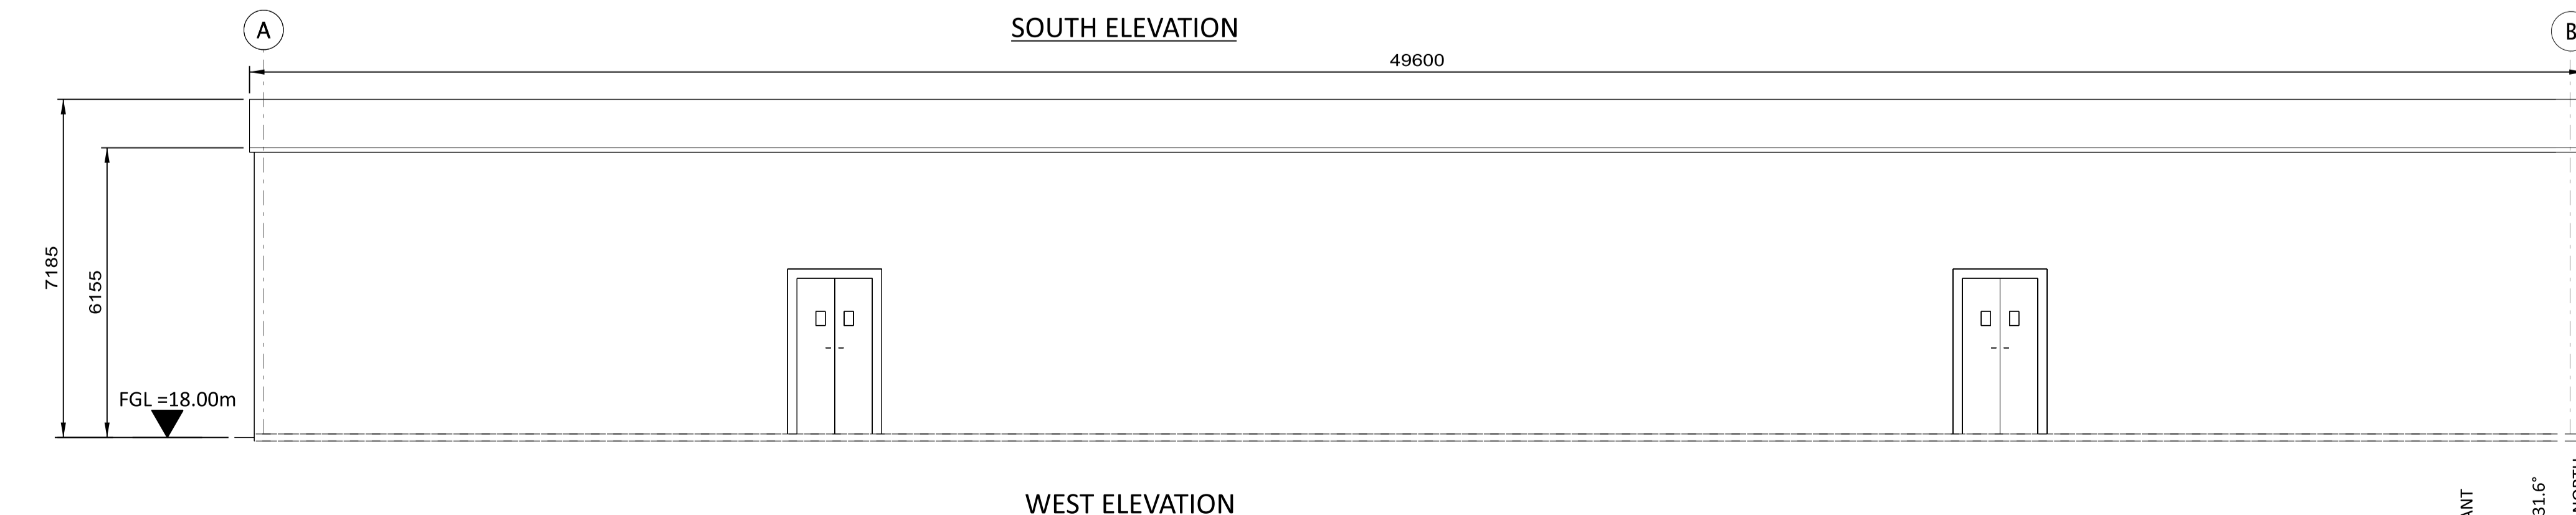 A
SOUTH ELEVATION
B
49600
7185
6155
FGL =18.00m
WEST ELEVATION
31.6°